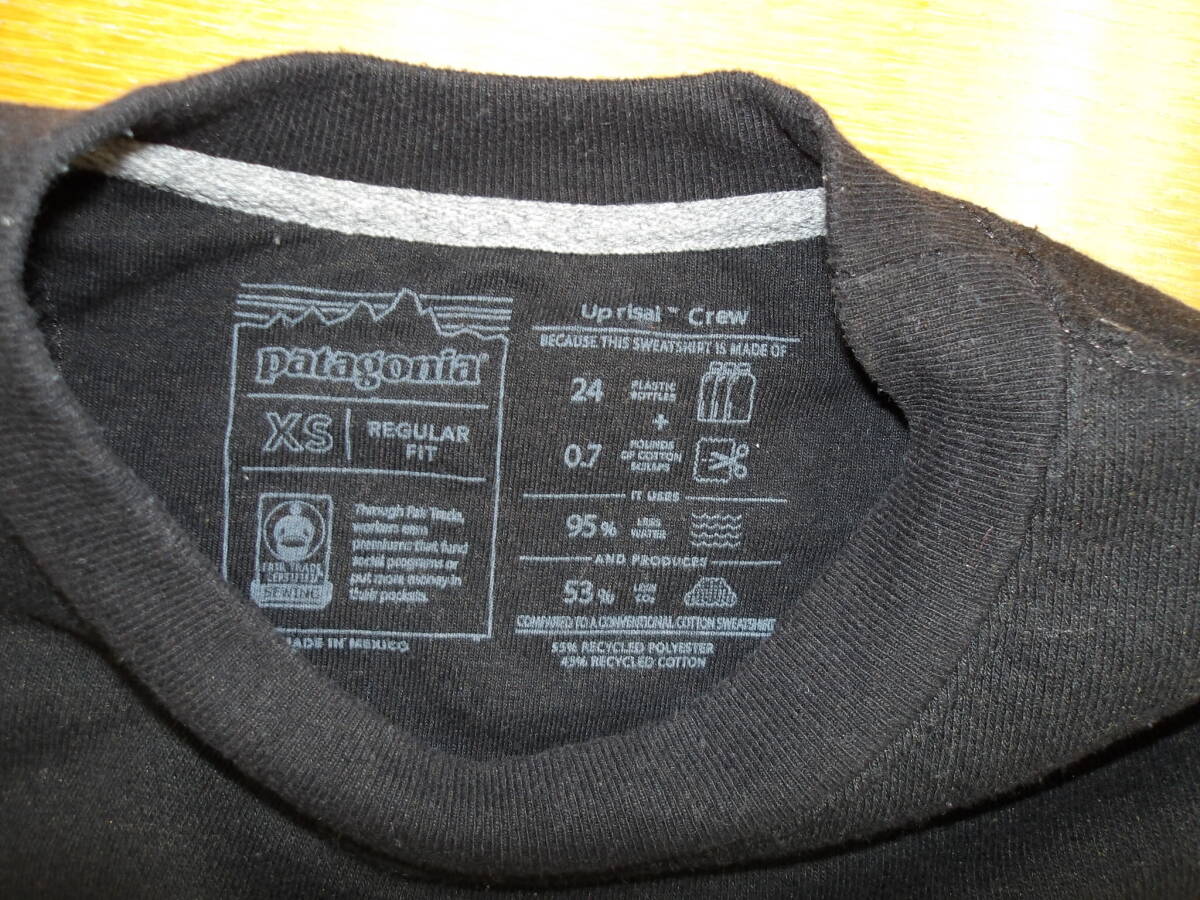 patagonia®
XS
REGULAR
FIT
FAIR TRADE
CERTIFIED
SEWING
Through Fair Trade,
workers earn
premiums that fund
social programs or
put more money in
their pockets.
MADE IN MEXICO
Uprisal™ Crew
BECAUSE THIS SWEATSHIRT IS MADE OF
24 PLASTIC
BOTTLES
+
0.7 POUNDS
OF COTTON
SCRAPS
IT USES
95% LESS
WATER
AND PRODUCES
53% LESS
CO2
COMPARED TO A CONVENTIONAL COTTON SWEATSHIRT
55% RECYCLED POLYESTER
45% RECYCLED COTTON